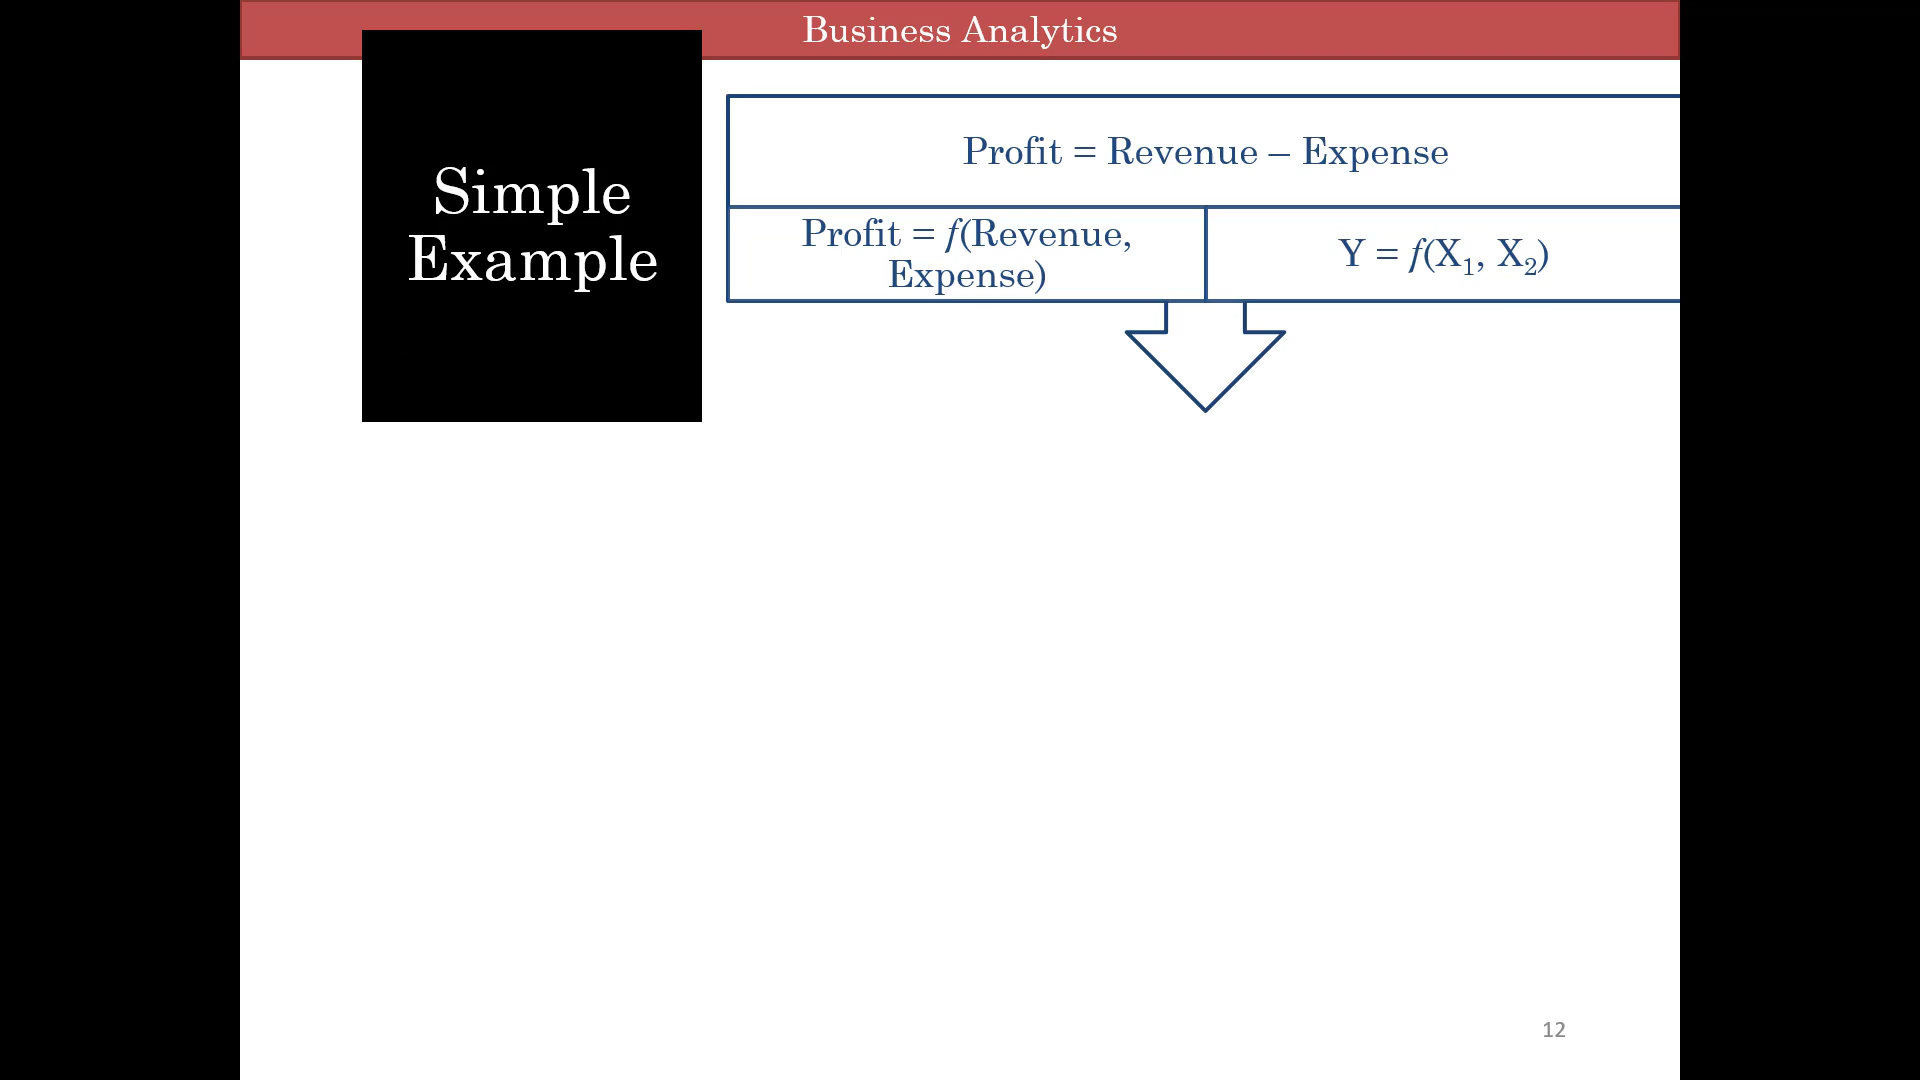 Business Analytics
Simple
Example
Profit = Revenue – Expense
Profit = f(Revenue,
Expense)
Y = f(X₁, X₂)
12